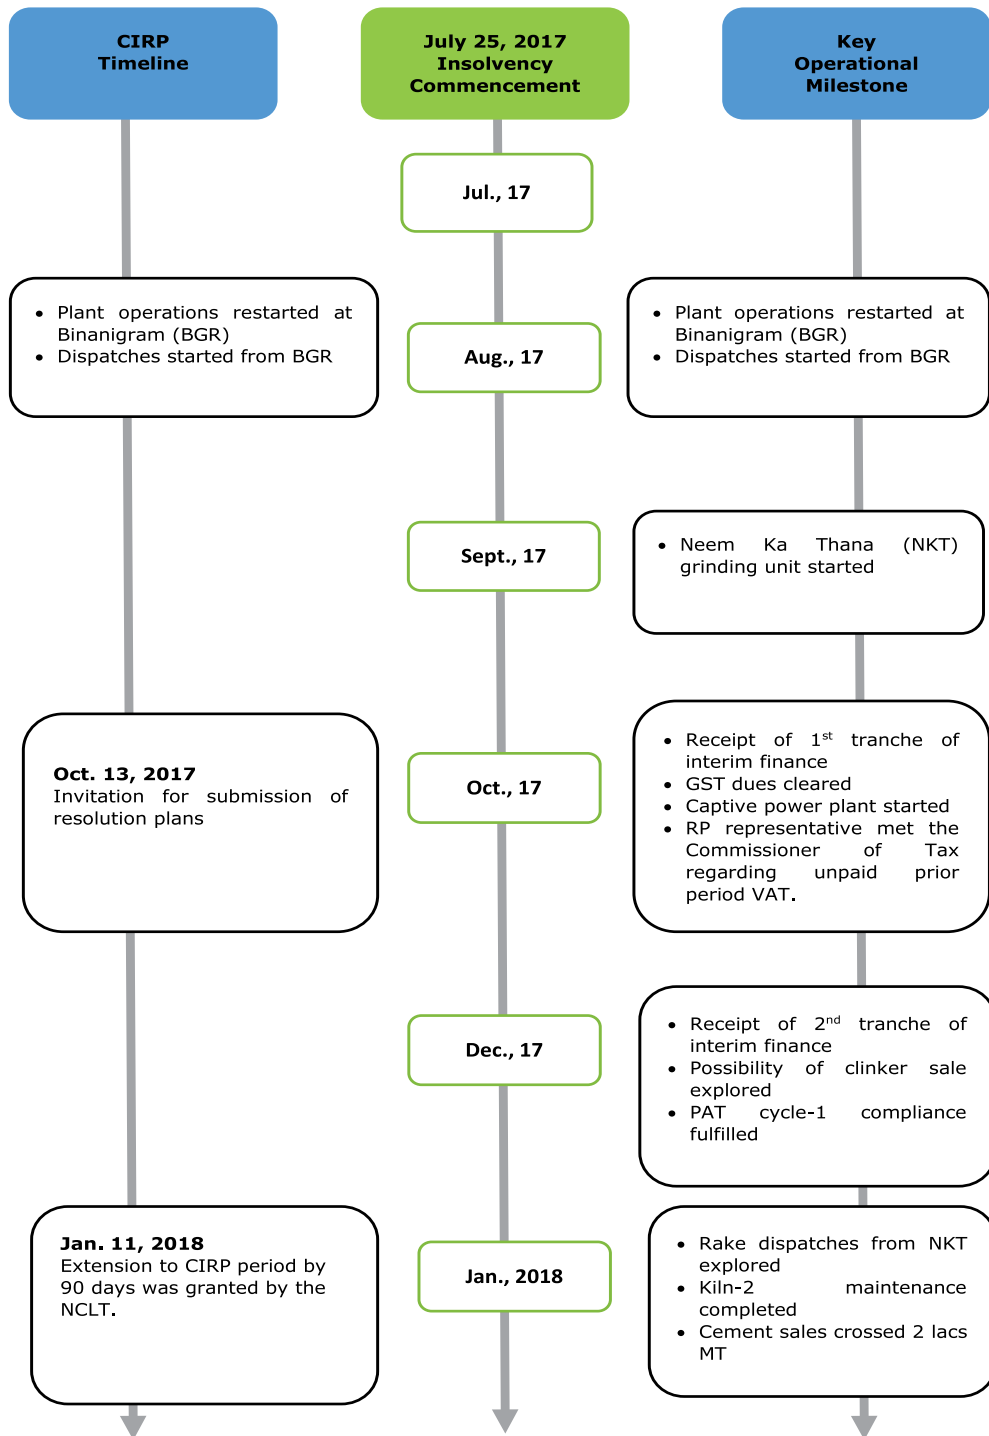 CIRP
Timeline
July 25, 2017
Insolvency
Commencement
Key
Operational
Milestone
Jul., 17
• Plant operations restarted at
Binanigram (BGR)
• Dispatches started from BGR
Aug., 17
• Plant operations restarted at
Binanigram (BGR)
• Dispatches started from BGR
Sept., 17
• Neem Ka Thana (NKT)
grinding unit started
Oct. 13, 2017
Invitation for submission of
resolution plans
Oct., 17
• Receipt of 1st tranche of
interim finance
• GST dues cleared
• Captive power plant started
• RP representative met the
Commissioner of Tax
regarding unpaid prior
period VAT.
Dec., 17
• Receipt of 2nd tranche of
interim finance
• Possibility of clinker sale
explored
• PAT cycle-1 compliance
fulfilled
Jan. 11, 2018
Extension to CIRP period by
90 days was granted by the
NCLT.
Jan., 2018
• Rake dispatches from NKT
explored
• Kiln-2 maintenance
completed
• Cement sales crossed 2 lacs
MT